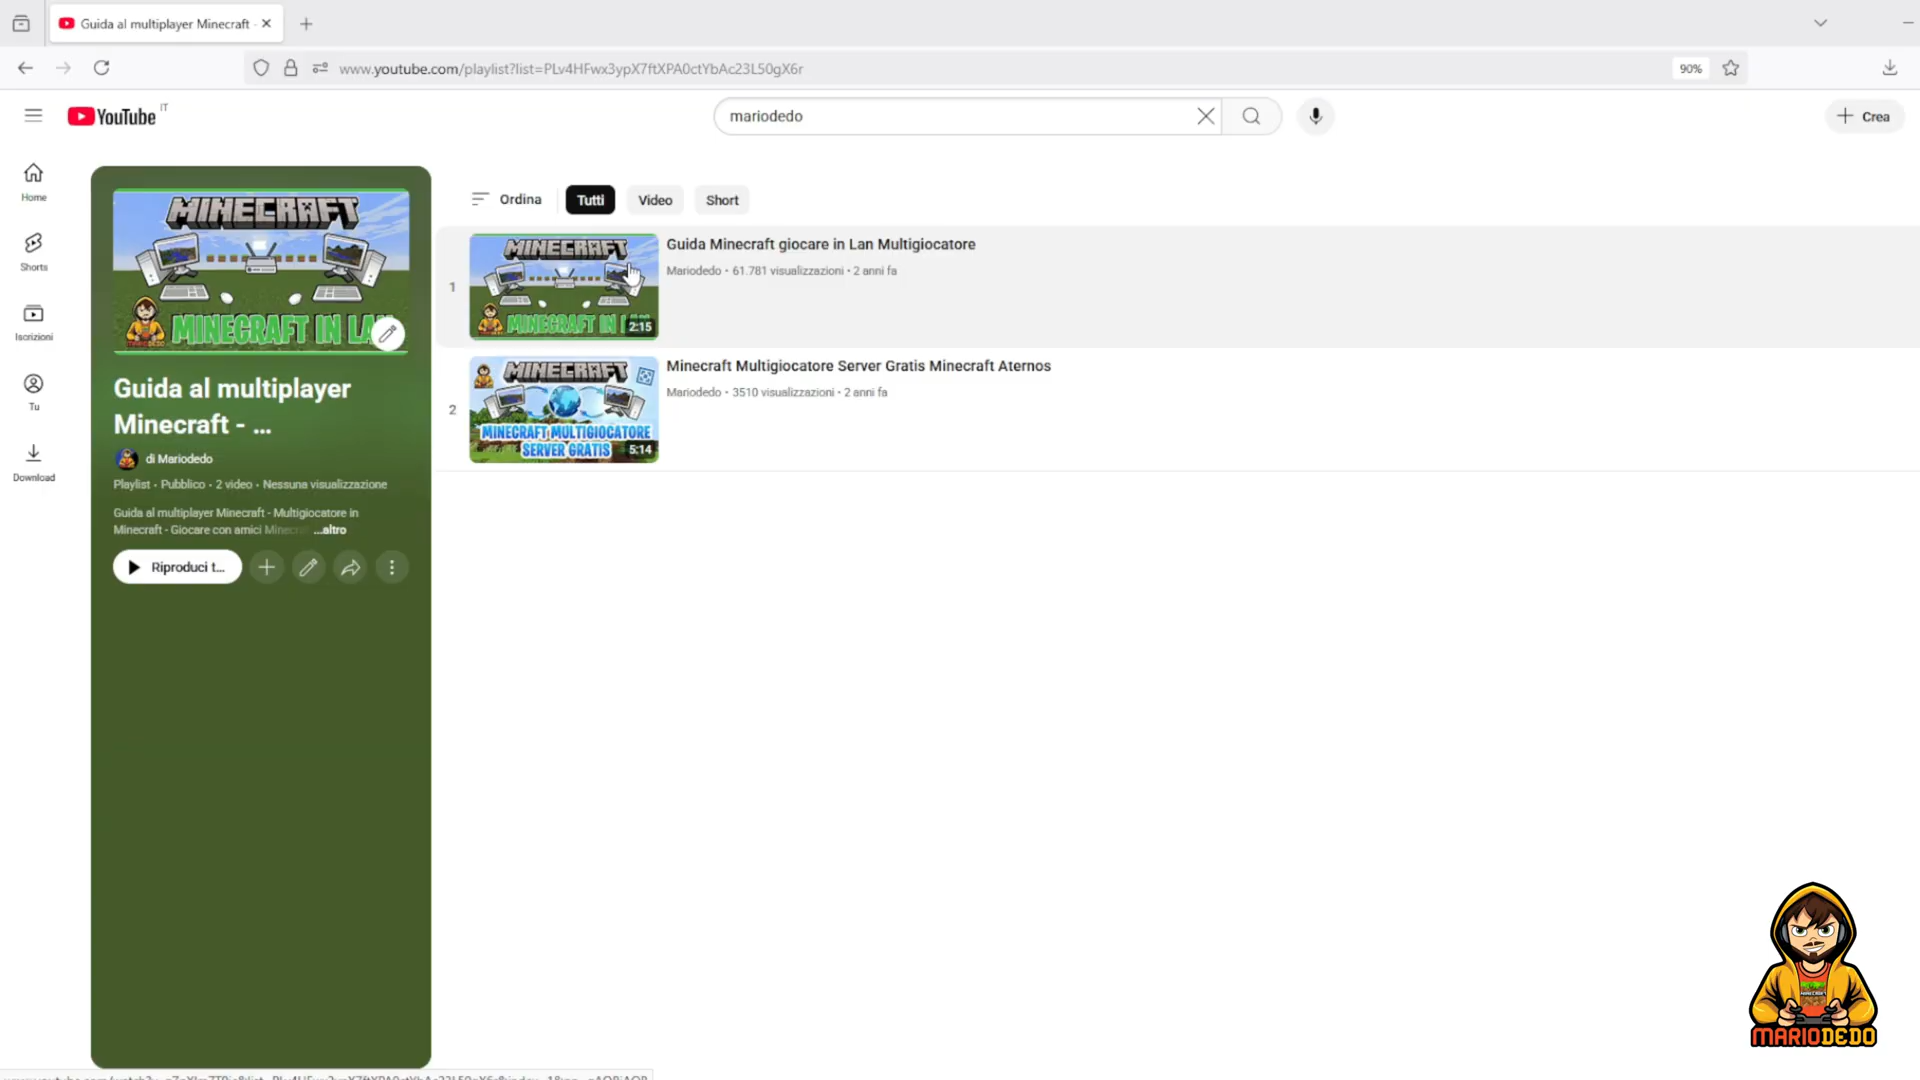 Guida al multiplayer Minecraft -
www.youtube.com/playlist?list=PLv4HFwx3ypX7ftXPA0ctYbAc23L50gX6r
90%
YouTube IT
mariodedo
Crea
Home
Shorts
Iscrizioni
Tu
Download
MINECRAFT
MINECRAFT IN LA
MARIODEDO
Guida al multiplayer
Minecraft - ...
di Mariodedo
Playlist • Pubblico • 2 video • Nessuna visualizzazione
Guida al multiplayer Minecraft - Multigiocatore in
Minecraft - Giocare con amici Minecr ...altro
Riproduci t...
Ordina
Tutti
Video
Short
1
MINECRAFT
MINECRAFT IN L
2:15
Guida Minecraft giocare in Lan Multigiocatore
Mariodedo • 61.781 visualizzazioni • 2 anni fa
2
MINECRAFT
MINECRAFT MULTIGIOCATORE
SERVER GRATIS
5:14
Minecraft Multigiocatore Server Gratis Minecraft Aternos
Mariodedo • 3510 visualizzazioni • 2 anni fa
MARIODEDO